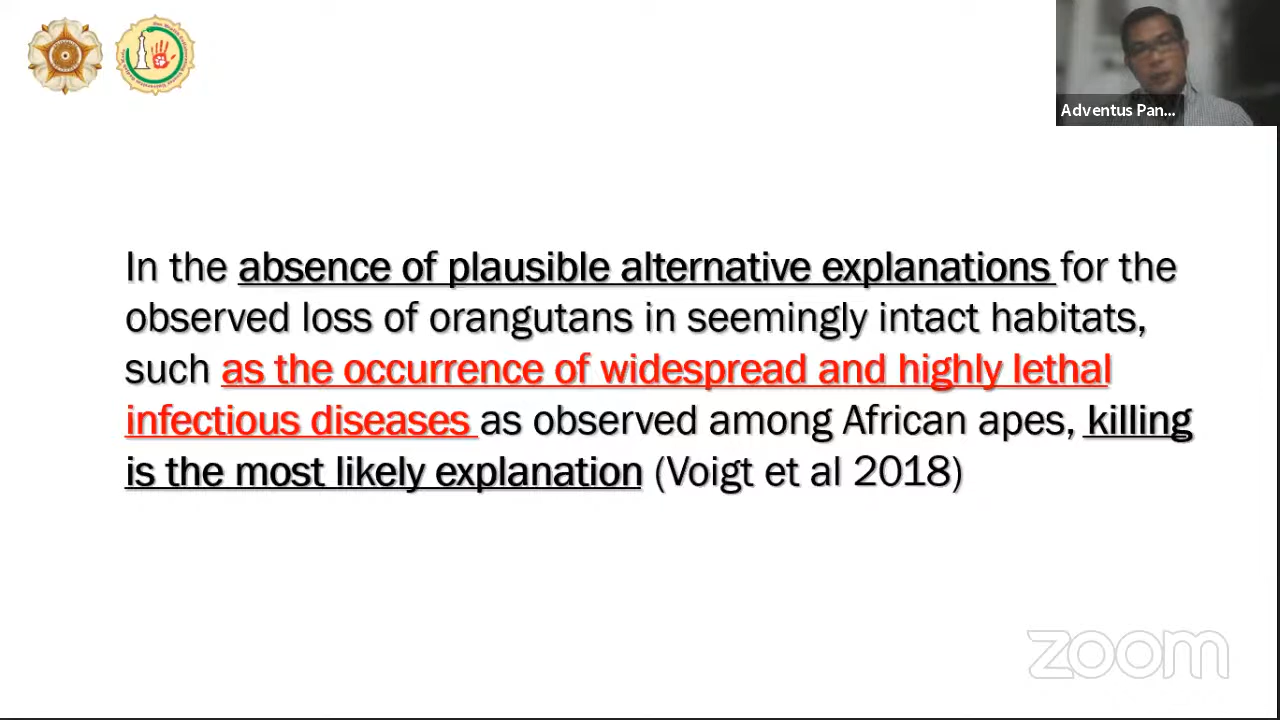 Adventus Pan...
In the absence of plausible alternative explanations for the
observed loss of orangutans in seemingly intact habitats,
such as the occurrence of widespread and highly lethal
infectious diseases as observed among African apes, killing
is the most likely explanation (Voigt et al 2018)
zoom